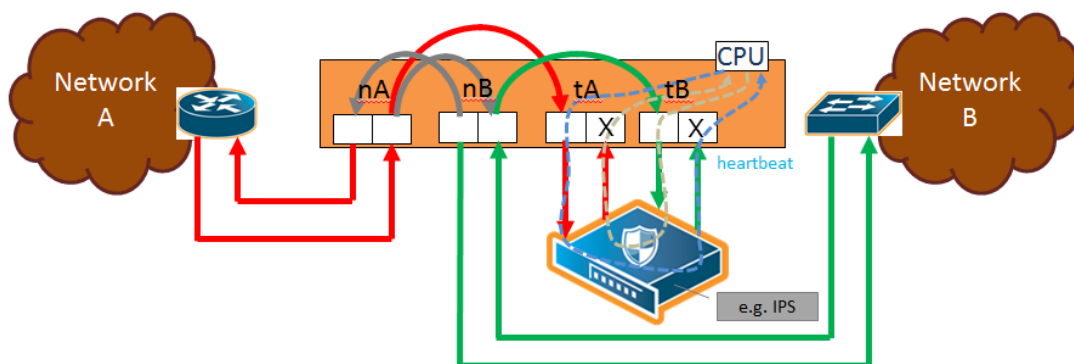 CPU
Network
A
nA
nB
tA
tB
Network
B
X
X
heartbeat
e.g. IPS